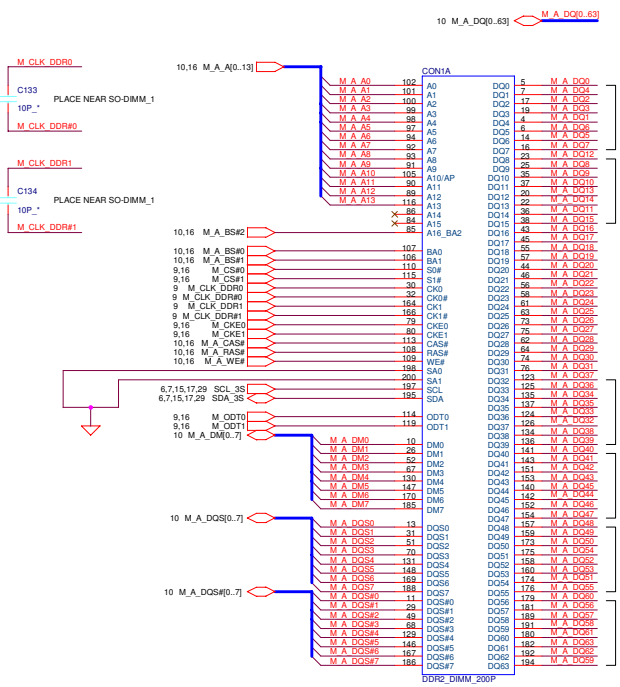 10 M_A_DQ[0..63] M_A_DQ[0..63]
M_CLK_DDR0
C133
10P_*
PLACE NEAR SO-DIMM_1
M_CLK_DDR#0
M_CLK_DDR1
C134
10P_*
PLACE NEAR SO-DIMM_1
M_CLK_DDR#1
10,16 M_A_A[0..13]
CON1A
M_A_A0 102 A0
M_A_A1 101 A1
M_A_A2 100 A2
M_A_A3 99 A3
M_A_A4 98 A4
M_A_A5 97 A5
M_A_A6 94 A6
M_A_A7 92 A7
M_A_A8 93 A8
M_A_A9 91 A9
M_A_A10 105 A10/AP
M_A_A11 90 A11
M_A_A12 89 A12
M_A_A13 116 A13
86 A14
84 A15
10,16 M_A_BS#2 85 A16_BA2
10,16 M_A_BS#0 107 BA0
10,16 M_A_BS#1 106 BA1
9,16 M_CS#0 110 S0#
9,16 M_CS#1 115 S1#
9 M_CLK_DDR0 30 CK0
9 M_CLK_DDR#0 32 CK0#
9 M_CLK_DDR1 164 CK1
9 M_CLK_DDR#1 166 CK1#
9,16 M_CKE0 79 CKE0
9,16 M_CKE1 80 CKE1
10,16 M_A_CAS# 113 CAS#
10,16 M_A_RAS# 108 RAS#
10,16 M_A_WE# 109 WE#
198 SA0
200 SA1
6,7,15,17,29 SCL_3S 197 SCL
6,7,15,17,29 SDA_3S 195 SDA
9,16 M_ODT0 114 ODT0
9,16 M_ODT1 119 ODT1
10 M_A_DM[0..7]
M_A_DM0 10 DM0
M_A_DM1 26 DM1
M_A_DM2 52 DM2
M_A_DM3 67 DM3
M_A_DM4 130 DM4
M_A_DM5 147 DM5
M_A_DM6 170 DM6
M_A_DM7 185 DM7
10 M_A_DQS[0..7]
M_A_DQS0 13 DQS0
M_A_DQS1 31 DQS1
M_A_DQS2 51 DQS2
M_A_DQS3 70 DQS3
M_A_DQS4 131 DQS4
M_A_DQS5 148 DQS5
M_A_DQS6 169 DQS6
M_A_DQS7 188 DQS7
10 M_A_DQS#[0..7]
M_A_DQS#0 11 DQS#0
M_A_DQS#1 29 DQS#1
M_A_DQS#2 49 DQS#2
M_A_DQS#3 68 DQS#3
M_A_DQS#4 129 DQS#4
M_A_DQS#5 146 DQS#5
M_A_DQS#6 167 DQS#6
M_A_DQS#7 186 DQS#7
DQ0 5 M_A_DQ0
DQ1 7 M_A_DQ4
DQ2 17 M_A_DQ2
DQ3 19 M_A_DQ3
DQ4 4 M_A_DQ1
DQ5 6 M_A_DQ6
DQ6 14 M_A_DQ5
DQ7 16 M_A_DQ7
DQ8 23 M_A_DQ12
DQ9 25 M_A_DQ8
DQ10 35 M_A_DQ9
DQ11 37 M_A_DQ10
DQ12 20 M_A_DQ13
DQ13 22 M_A_DQ14
DQ14 36 M_A_DQ11
DQ15 38 M_A_DQ15
DQ16 43 M_A_DQ16
DQ17 45 M_A_DQ17
DQ18 55 M_A_DQ18
DQ19 57 M_A_DQ19
DQ20 44 M_A_DQ20
DQ21 46 M_A_DQ21
DQ22 56 M_A_DQ22
DQ23 58 M_A_DQ23
DQ24 61 M_A_DQ24
DQ25 63 M_A_DQ25
DQ26 73 M_A_DQ26
DQ27 75 M_A_DQ27
DQ28 62 M_A_DQ28
DQ29 64 M_A_DQ29
DQ30 74 M_A_DQ30
DQ31 76 M_A_DQ31
DQ32 123 M_A_DQ37
DQ33 125 M_A_DQ36
DQ34 135 M_A_DQ34
DQ35 137 M_A_DQ35
DQ36 124 M_A_DQ33
DQ37 126 M_A_DQ32
DQ38 134 M_A_DQ38
DQ39 136 M_A_DQ39
DQ40 141 M_A_DQ40
DQ41 143 M_A_DQ41
DQ42 151 M_A_DQ42
DQ43 153 M_A_DQ43
DQ44 140 M_A_DQ44
DQ45 142 M_A_DQ45
DQ46 152 M_A_DQ46
DQ47 154 M_A_DQ47
DQ48 157 M_A_DQ48
DQ49 159 M_A_DQ49
DQ50 173 M_A_DQ50
DQ51 175 M_A_DQ54
DQ52 158 M_A_DQ52
DQ53 160 M_A_DQ53
DQ54 174 M_A_DQ51
DQ55 176 M_A_DQ55
DQ56 179 M_A_DQ60
DQ57 181 M_A_DQ56
DQ58 189 M_A_DQ57
DQ59 191 M_A_DQ58
DQ60 180 M_A_DQ61
DQ61 182 M_A_DQ63
DQ62 192 M_A_DQ62
DQ63 194 M_A_DQ59
DDR2_DIMM_200P